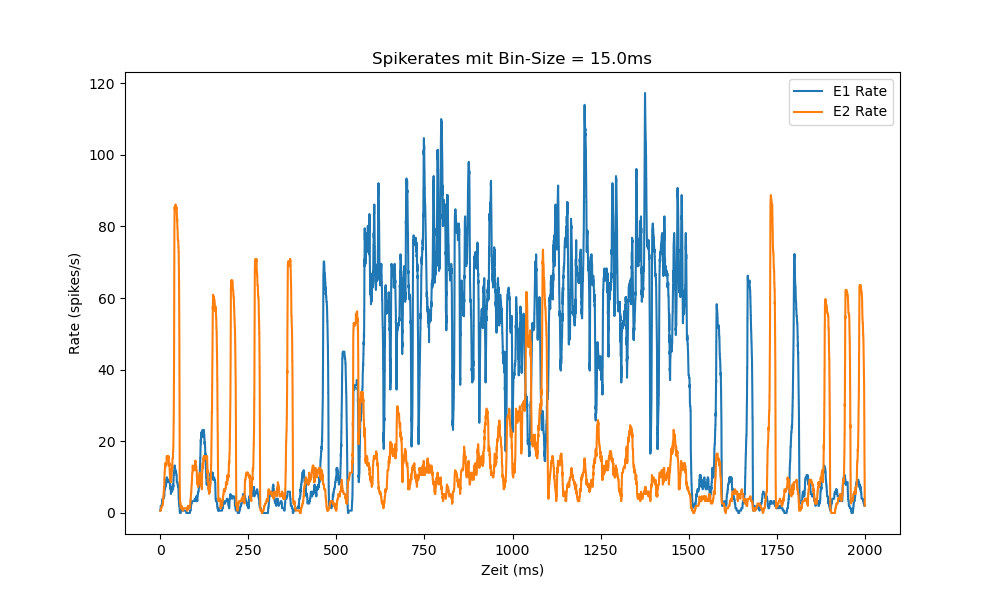 Spikerates mit Bin-Size = 15.0ms
E1 Rate
E2 Rate
Rate (spikes/s)
120
100
80
60
40
20
0
0 250 500 750 1000 1250 1500 1750 2000
Zeit (ms)